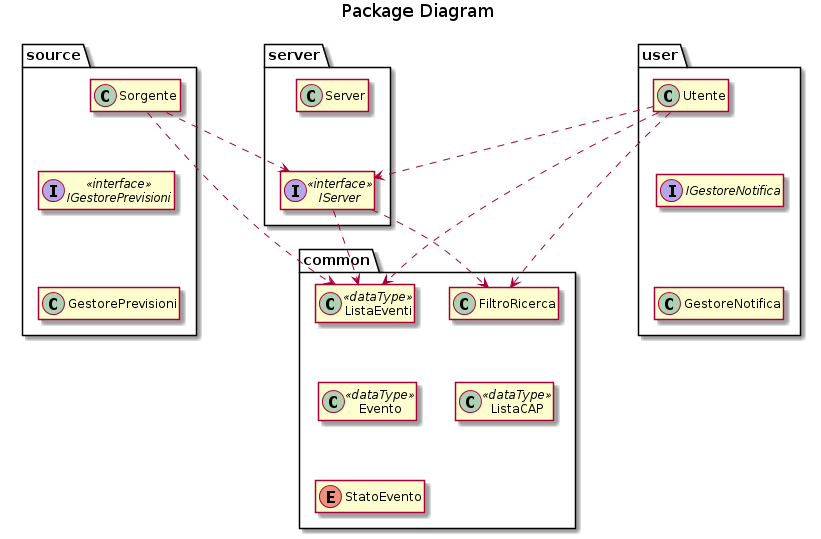 Package Diagram
source
C Sorgente
I «interface»
IGestorePrevisioni
C GestorePrevisioni
server
C Server
I «interface»
IServer
user
C Utente
I IGestoreNotifica
C GestoreNotifica
common
C «dataType»
ListaEventi
C FiltroRicerca
C «dataType»
Evento
C «dataType»
ListaCAP
E StatoEvento